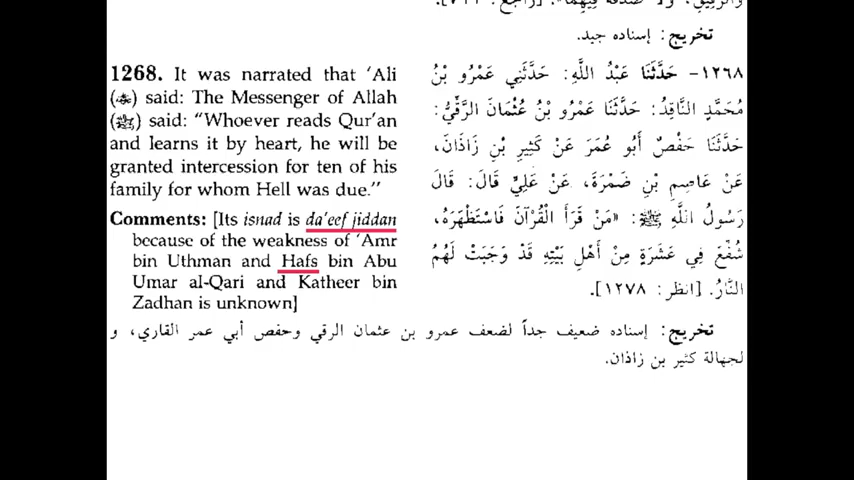 والرقيق، ولا صدقة فيهما».
تخريج: إسناده جيد.
1268. It was narrated that ‘Ali
(؄) said: The Messenger of Allah
(ﷺ) said: “Whoever reads Qur’an
and learns it by heart, he will be
granted intercession for ten of his
family for whom Hell was due.”
Comments: [Its isnad is da‘eef jiddan
because of the weakness of ‘Amr
bin Uthman and Hafs bin Abu
Umar al-Qari and Katheer bin
Zadhan is unknown]
١٢٦٨- حَدَّثَنَا عَبْدُ اللَّهِ: حَدَّثَنِي عَمْرُو بْنُ
مُحَمَّدٍ النَّاقِدُ: حَدَّثَنَا عَمْرُو بْنُ عُثْمَانَ الرَّقِّيُّ:
حَدَّثَنَا حَفْصٌ أَبُو عُمَرَ عَنْ كَثِيرِ بْنِ زَاذَانَ،
عَنْ عَاصِمِ بْنِ ضَمْرَةَ، عَنْ عَلِيٍّ قَالَ: قَالَ
رَسُولُ اللَّهِ ﷺ: «مَنْ قَرَأَ الْقُرْآنَ فَاسْتَظْهَرَهُ،
شُفِّعَ فِي عَشَرَةٍ مِنْ أَهْلِ بَيْتِهِ قَدْ وَجَبَتْ لَهُمُ
النَّارُ. [انظر: ١٢٧٨].
تخريج: إسناده ضعيف جداً لضعف عمرو بن عثمان الرقي وحفص أبي عمر القاري، و
لجهالة كثير بن زاذان.